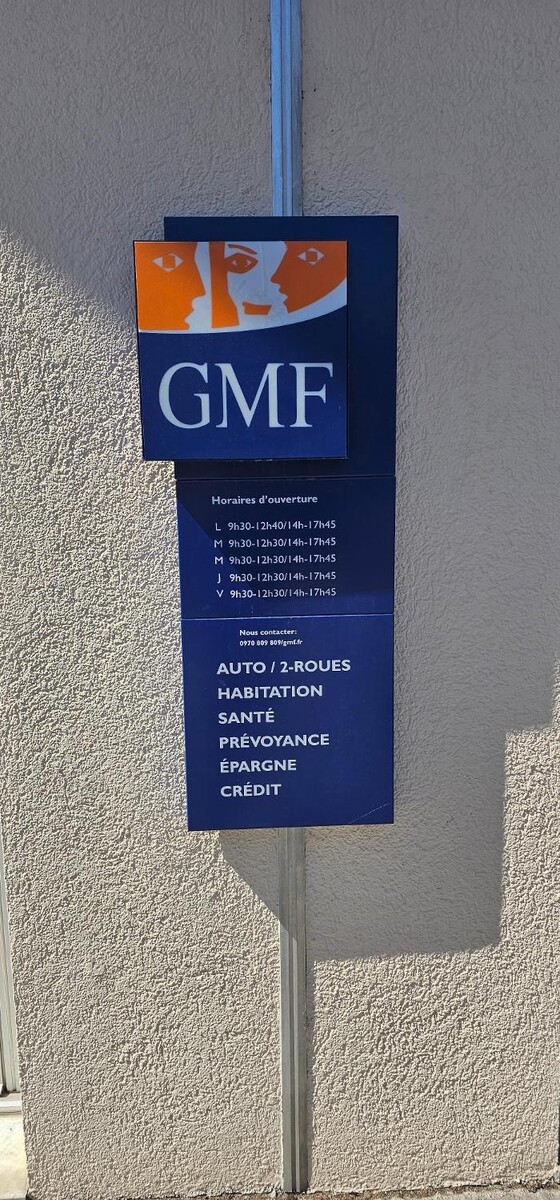 GMF
Horaires d'ouverture
L 9h30-12h40/14h-17h45
M 9h30-12h30/14h-17h45
M 9h30-12h30/14h-17h45
J 9h30-12h30/14h-17h45
V 9h30-12h30/14h-17h45
Nous contacter:
0970 809 809/gmf.fr
AUTO / 2-ROUES
HABITATION
SANTÉ
PRÉVOYANCE
ÉPARGNE
CRÉDIT